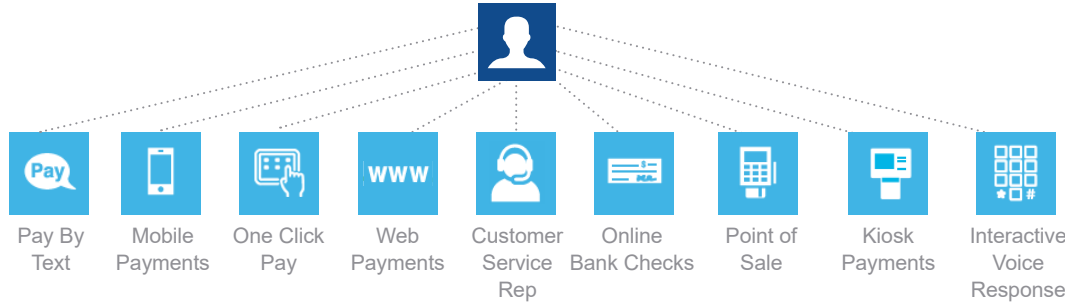 Pay
www
$
* #
Pay By
Text
Mobile
Payments
One Click
Pay
Web
Payments
Customer
Service
Rep
Online
Bank Checks
Point of
Sale
Kiosk
Payments
Interactive
Voice
Response